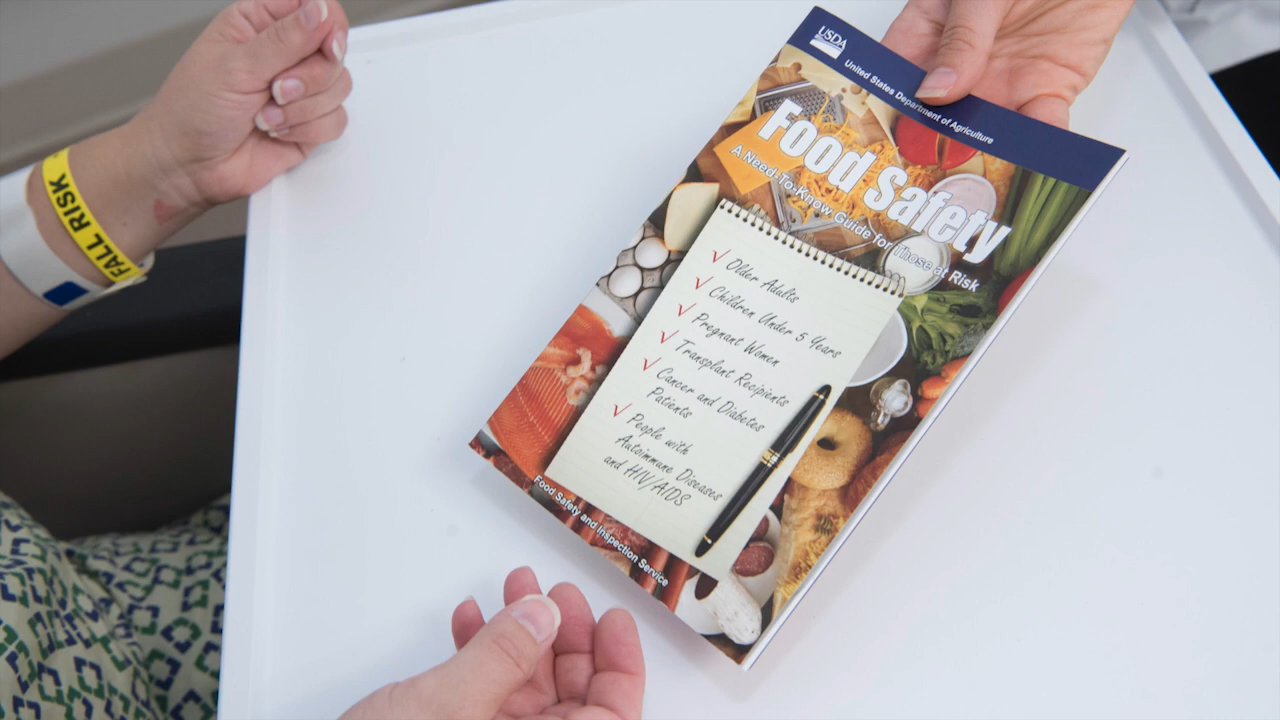 USDA
United States Department of Agriculture
Food Safety
A Need-To-Know Guide for Those at Risk
Older Adults
Children Under 5 Years
Pregnant Women
Transplant Recipients
Cancer and Diabetes
Patients
People with
Autoimmune Diseases
and HIV/AIDS
Food Safety and Inspection Service
FALL RISK